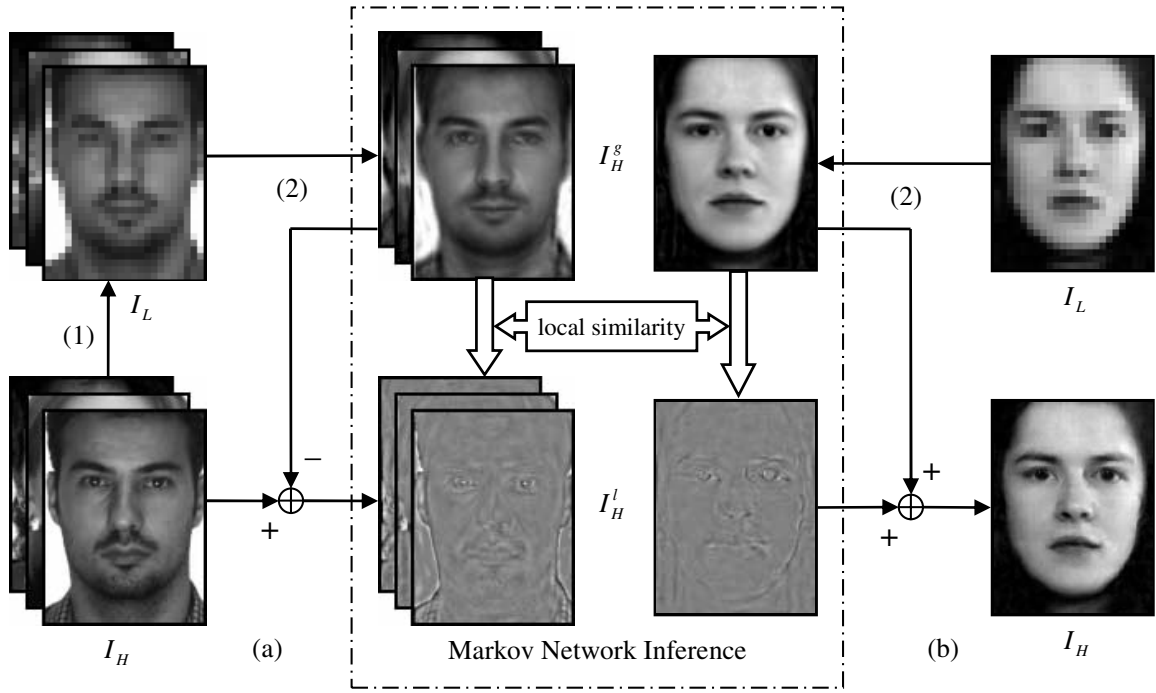 I_H^g
(2)
(2)
I_L
I_L
(1)
local similarity
−
+
I_H^l
+
+
I_H
(a)
Markov Network Inference
(b)
I_H